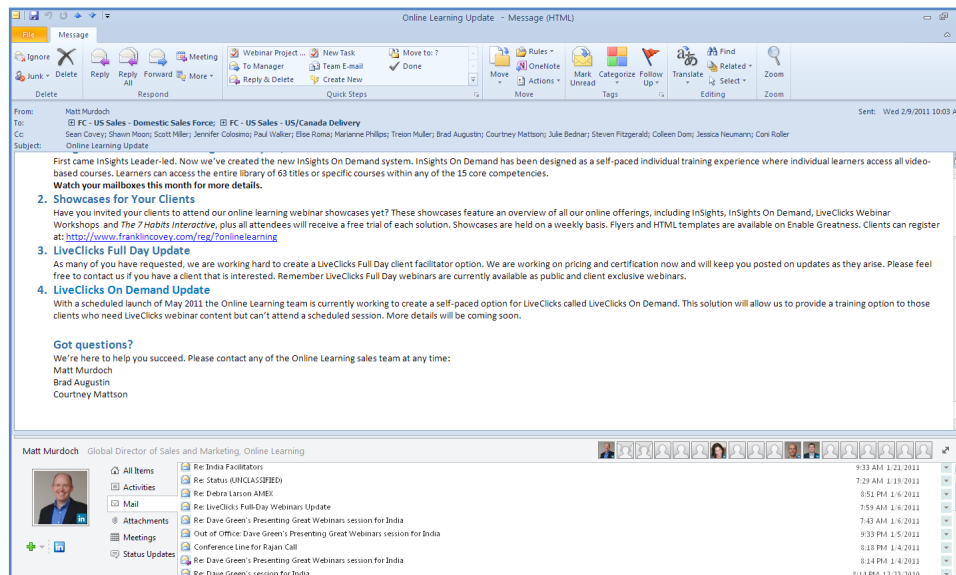 Online Learning Update - Message (HTML)
File Message
Ignore
Junk
Delete
Reply
Reply All
Forward
Meeting
More
Webinar Project ...
To Manager
Reply & Delete
New Task
Team E-mail
Create New
Move to: ?
Done
Move
Rules
OneNote
Actions
Mark Unread
Categorize
Follow Up
Translate
Find
Related
Select
Zoom
Delete Respond Quick Steps Move Tags Editing Zoom
From: Matt Murdoch Sent: Wed 2/9/2011 10:03 A
To: FC - US Sales - Domestic Sales Force; FC - US Sales - US/Canada Delivery
Cc: Sean Covey; Shawn Moon; Scott Miller; Jennifer Colosimo; Paul Walker; Elise Roma; Marianne Phillips; Treion Muller; Brad Augustin; Courtney Mattson; Julie Bednar; Steven Fitzgerald; Colleen Dom; Jessica Neumann; Coni Roller
Subject: Online Learning Update
First came InSights Leader-led. Now we've created the new InSights On Demand system. InSights On Demand has been designed as a self-paced individual training experience where individual learners access all video-
based courses. Learners can access the entire library of 63 titles or specific courses within any of the 15 core competencies.
Watch your mailboxes this month for more details.
2. Showcases for Your Clients
Have you invited your clients to attend our online learning webinar showcases yet? These showcases feature an overview of all our online offerings, including InSights, InSights On Demand, LiveClicks Webinar
Workshops and The 7 Habits Interactive, plus all attendees will receive a free trial of each solution. Showcases are held on a weekly basis. Flyers and HTML templates are available on Enable Greatness. Clients can register
at: http://www.franklincovey.com/reg/?onlinelearning
3. LiveClicks Full Day Update
As many of you have requested, we are working hard to create a LiveClicks Full Day client facilitator option. We are working on pricing and certification now and will keep you posted on updates as they arise. Please feel
free to contact us if you have a client that is interested. Remember LiveClicks Full Day webinars are currently available as public and client exclusive webinars.
4. LiveClicks On Demand Update
With a scheduled launch of May 2011 the Online Learning team is currently working to create a self-paced option for LiveClicks called LiveClicks On Demand. This solution will allow us to provide a training option to those
clients who need LiveClicks webinar content but can't attend a scheduled session. More details will be coming soon.
Got questions?
We're here to help you succeed. Please contact any of the Online Learning sales team at any time:
Matt Murdoch
Brad Augustin
Courtney Mattson
Matt Murdoch Global Director of Sales and Marketing, Online Learning
All Items
Activities
Mail
Attachments
Meetings
Status Updates
in
in
Re: India Facilitators 9:33 AM 1/21/2011
Re: Status (UNCLASSIFIED) 7:29 AM 1/19/2011
Re: Debra Larson AMEX 8:51 PM 1/6/2011
Re: LiveClicks Full-Day Webinars Update 7:59 AM 1/6/2011
Re: Dave Green's Presenting Great Webinars session for India 7:43 AM 1/6/2011
Out of Office: Dave Green's Presenting Great Webinars session for India 9:33 PM 1/5/2011
Conference Line for Rajan Call 8:18 PM 1/4/2011
Re: Dave Green's Presenting Great Webinars session for India 8:14 PM 1/4/2011
Re: Dave Green's session for India 8:14 PM 12/23/2010